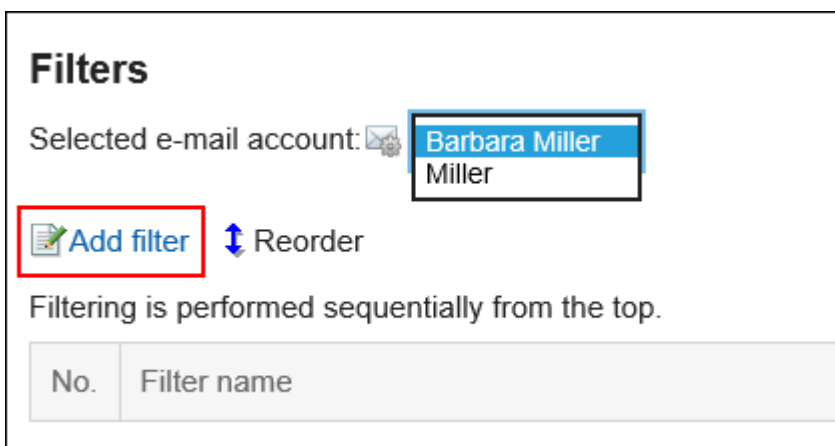 Filters
Selected e-mail account: Barbara Miller
Miller
Add filter Reorder
Filtering is performed sequentially from the top.
No. Filter name